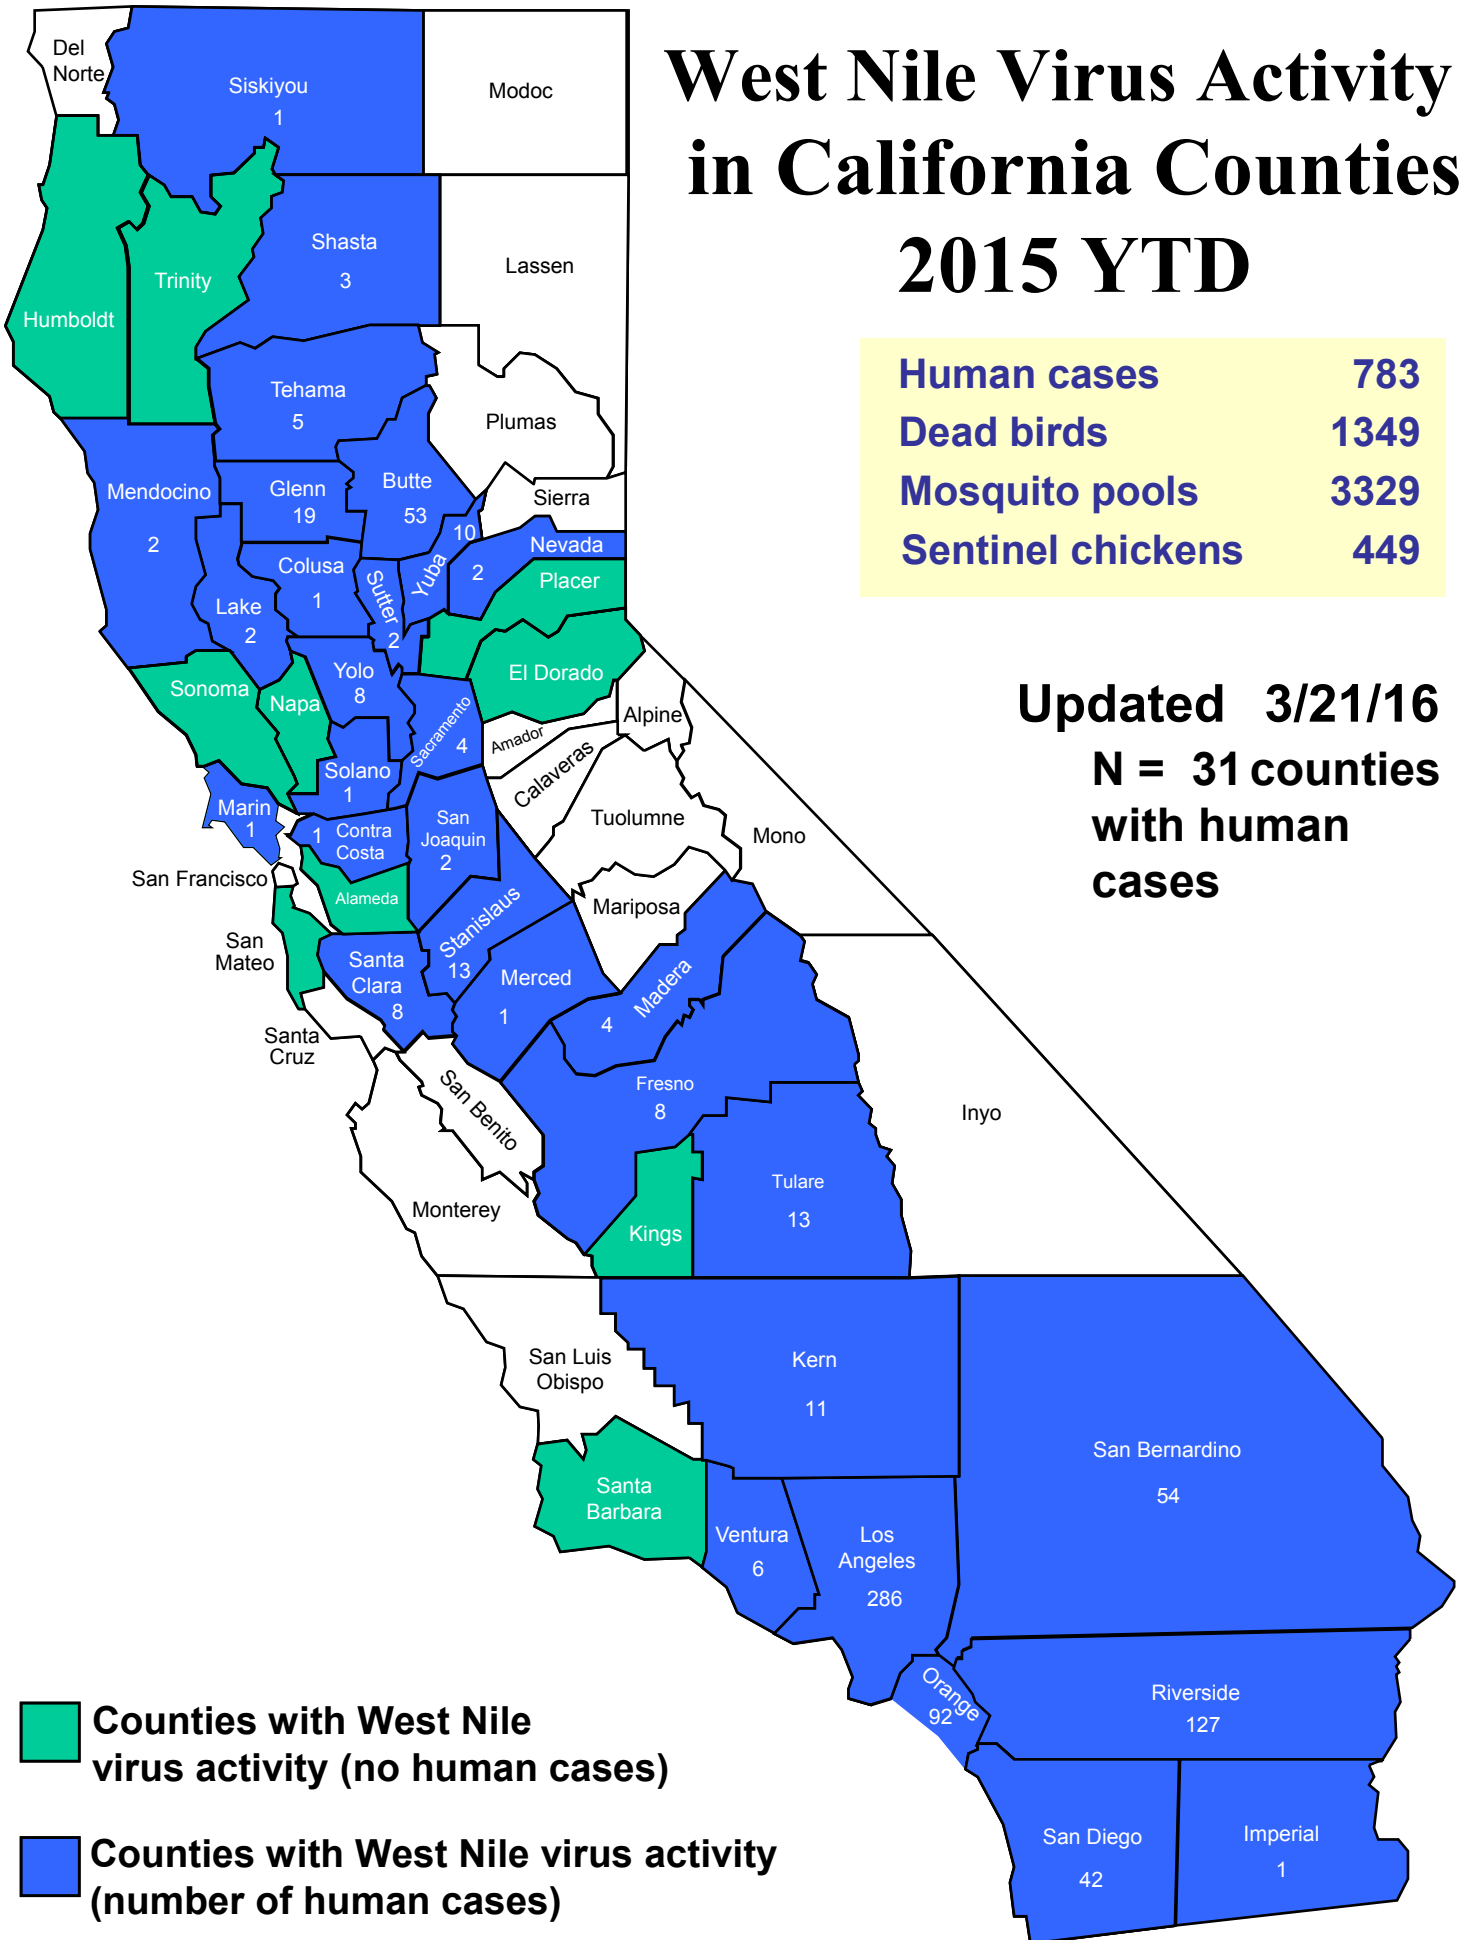 West Nile Virus Activity
in California Counties
2015 YTD
Human cases 783
Dead birds 1349
Mosquito pools 3329
Sentinel chickens 449
Updated 3/21/16
N = 31 counties
with human
cases
Del
Norte
Siskiyou
1
Modoc
Humboldt
Trinity
Shasta
3
Lassen
Tehama
5
Plumas
Mendocino
2
Glenn
19
Butte
53
Sierra
10
Yuba
Nevada
2
Placer
Colusa
1
Sutter
2
Lake
2
Sonoma
Napa
Yolo
8
El Dorado
Sacramento
4
Amador
Alpine
Calaveras
Solano
1
Marin
1
1 Contra
Costa
San
Joaquin
2
Tuolumne
Mono
San Francisco
Alameda
Stanislaus
13
Mariposa
San
Mateo
Santa
Clara
8
Merced
1
Madera
4
Santa
Cruz
San Benito
Fresno
8
Inyo
Monterey
Kings
Tulare
13
San Luis
Obispo
Kern
11
San Bernardino
54
Santa
Barbara
Ventura
6
Los
Angeles
286
Orange
92
Riverside
127
San Diego
42
Imperial
1
Counties with West Nile
virus activity (no human cases)
Counties with West Nile virus activity
(number of human cases)